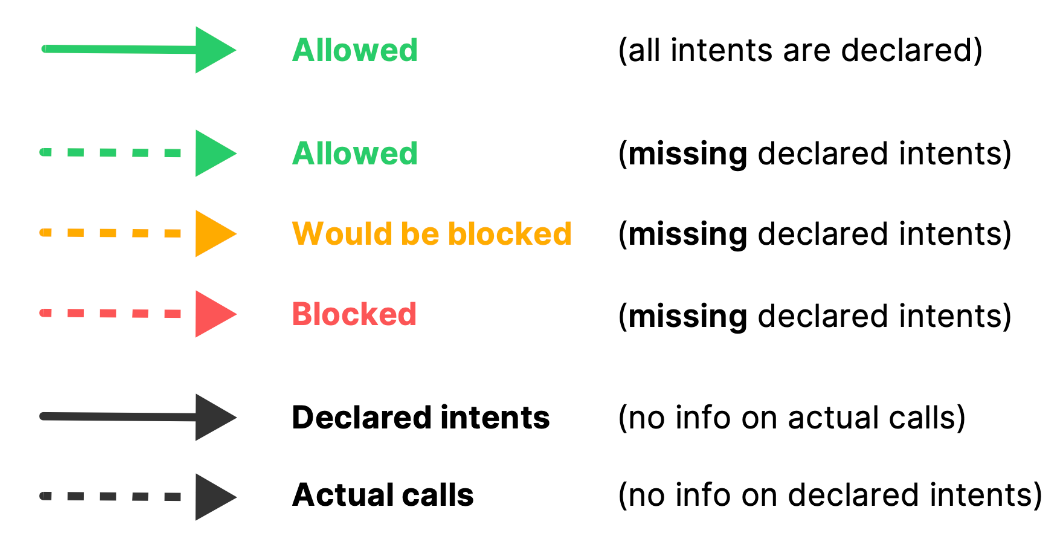 Allowed (all intents are declared)
Allowed (missing declared intents)
Would be blocked (missing declared intents)
Blocked (missing declared intents)
Declared intents (no info on actual calls)
Actual calls (no info on declared intents)